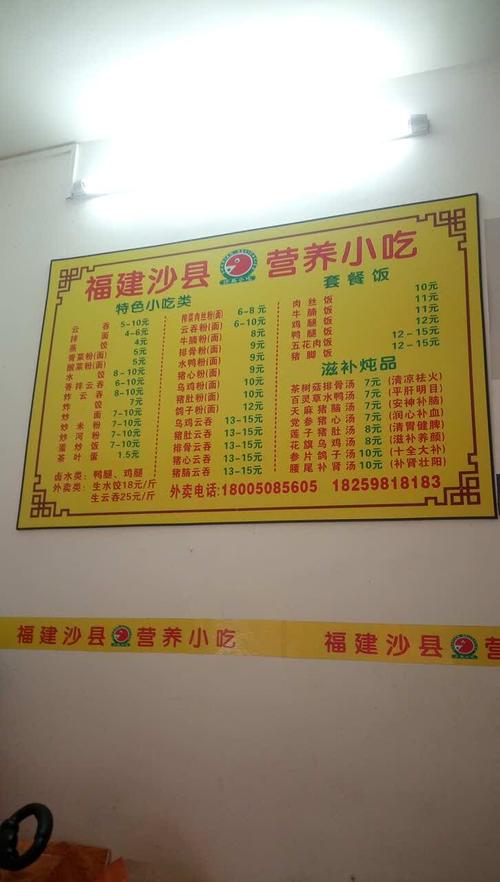 福建沙县 营养小吃
特色小吃类
云吞 5-10元
拌面 4-6元
蒸饺 4元
青菜粉(面) 5元
酸菜粉(面) 5元
水饺 8-10元
香拌云吞 6-10元
炸云吞 8-10元
炸饺 7元
炒面 7-10元
炒米粉 7-10元
炒河粉 7-10元
蛋炒饭 7-10元
茶叶蛋 1.5元
榨菜肉丝粉(面) 6-8元
云吞粉(面) 6-10元
牛腩粉(面) 8元
排骨粉(面) 9元
水鸭粉(面) 9元
猪心粉(面) 9元
乌鸡粉(面) 10元
猪肚粉(面) 10元
鸽子粉(面) 10元
乌鸡云吞 13-15元
猪肚云吞 13-15元
排骨云吞 13-15元
猪心云吞 13-15元
猪脑云吞 13-15元
套餐饭
肉丝饭 10元
牛腩饭 11元
鸡腿饭 11元
鸭腿饭 12元
五花肉饭 12-15元
猪脚饭 12-15元
滋补炖品
茶树菇排骨汤 7元 (清凉祛火)
百灵草水鸭汤 7元 (平肝明目)
天麻猪脑汤 7元 (安神补脑)
党参猪心汤 7元 (润心补血)
莲子猪肚汤 8元 (清胃健脾)
花旗乌鸡汤 8元 (滋补养颜)
参片鸽子汤 10元 (十全大补)
腰尾补肾汤 10元 (补肾壮阳)
卤水类: 鸭腿、鸡腿
外卖类: 生水饺18元/斤
生云吞25元/斤
外卖电话: 18005085605 18259818183
福建沙县 营养小吃 福建沙县 营